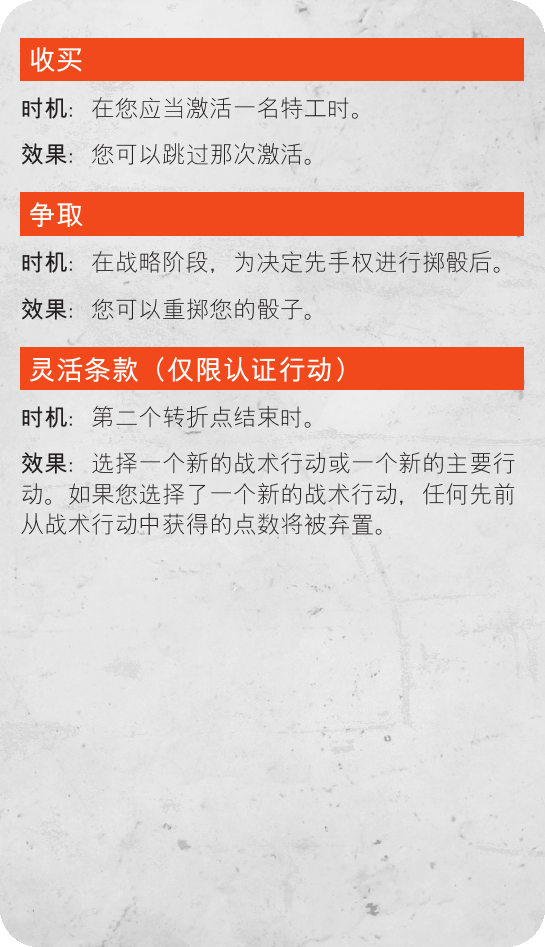 收买
时机：在您应当激活一名特工时。
效果：您可以跳过那次激活。
争取
时机：在战略阶段，为决定先手权进行掷骰后。
效果：您可以重掷您的骰子。
灵活条款（仅限认证行动）
时机：第二个转折点结束时。
效果：选择一个新的战术行动或一个新的主要行
动。如果您选择了一个新的战术行动，任何先前
从战术行动中获得的点数将被弃置。